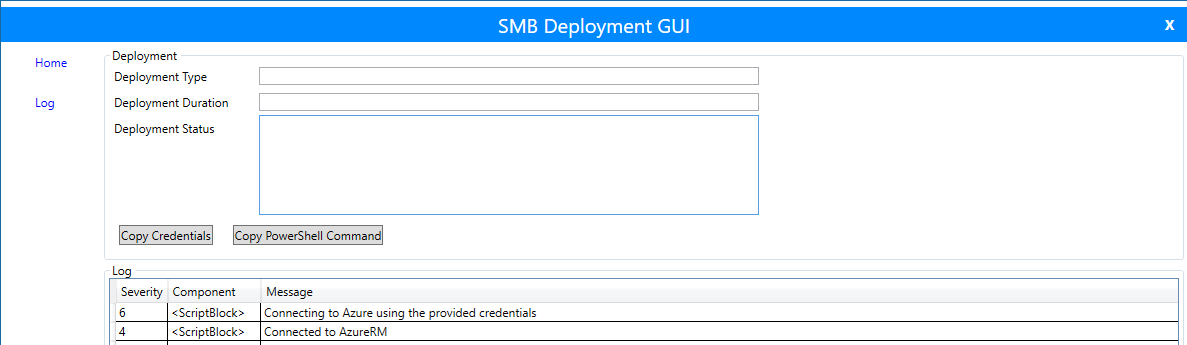 SMB Deployment GUI
x
Home
Log
Deployment
Deployment Type
Deployment Duration
Deployment Status
Copy Credentials Copy PowerShell Command
Log
Severity Component Message
6 <ScriptBlock> Connecting to Azure using the provided credentials
4 <ScriptBlock> Connected to AzureRM